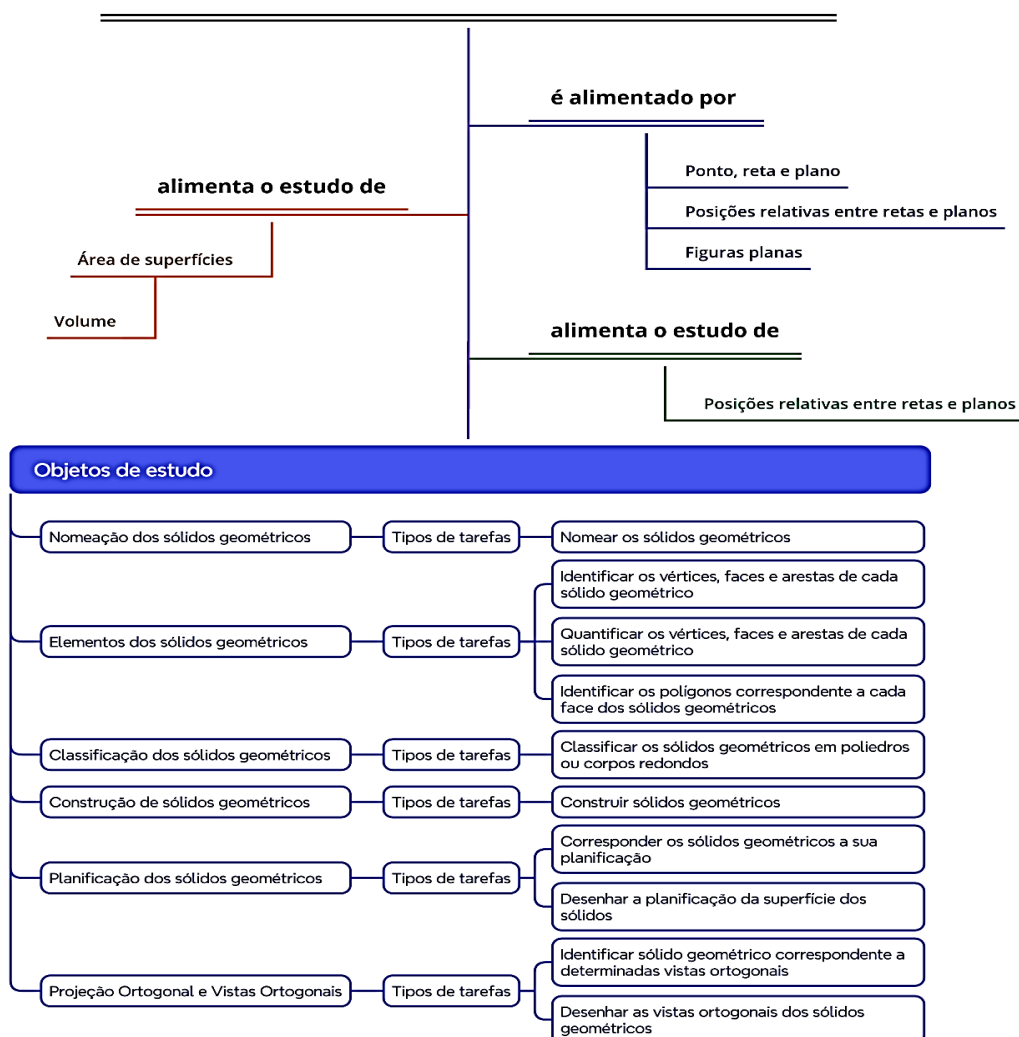 é alimentado por
Ponto, reta e plano
Posições relativas entre retas e planos
Figuras planas
alimenta o estudo de
Área de superfícies
Volume
alimenta o estudo de
Posições relativas entre retas e planos
Objetos de estudo
Nomeação dos sólidos geométricos
Tipos de tarefas
Nomear os sólidos geométricos
Elementos dos sólidos geométricos
Tipos de tarefas
Identificar os vértices, faces e arestas de cada
sólido geométrico
Quantificar os vértices, faces e arestas de cada
sólido geométrico
Identificar os polígonos correspondente a cada
face dos sólidos geométricos
Classificação dos sólidos geométricos
Tipos de tarefas
Classificar os sólidos geométricos em poliedros
ou corpos redondos
Construção de sólidos geométricos
Tipos de tarefas
Construir sólidos geométricos
Planificação dos sólidos geométricos
Tipos de tarefas
Corresponder os sólidos geométricos a sua
planificação
Desenhar a planificação da superfície dos
sólidos
Projeção Ortogonal e Vistas Ortogonais
Tipos de tarefas
Identificar sólido geométrico correspondente a
determinadas vistas ortogonais
Desenhar as vistas ortogonais dos sólidos
geométricos